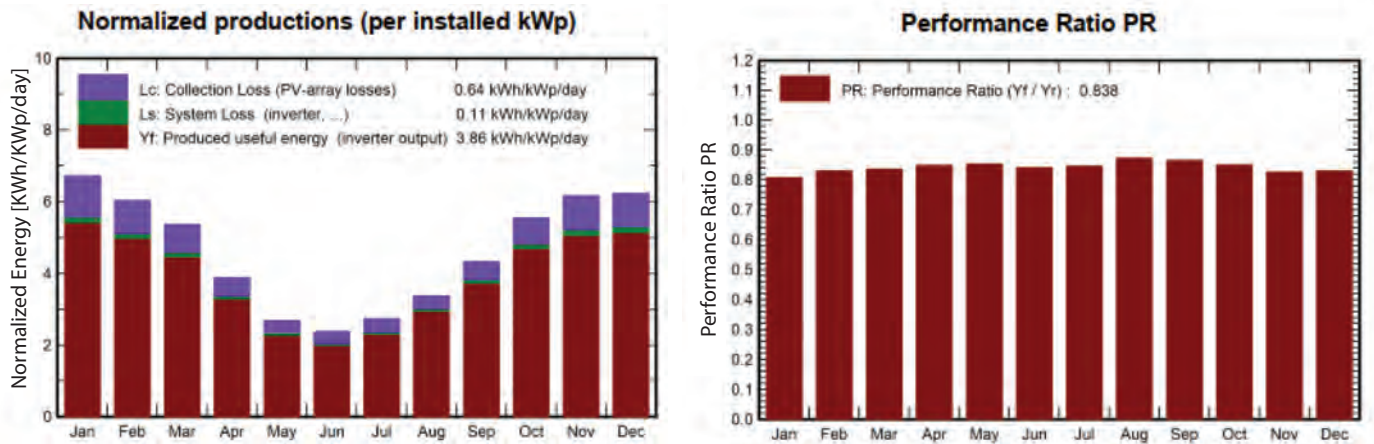 Normalized productions (per installed kWp)
Normalized Energy [KWh/KWp/day]
10
8
6
4
2
0
Lc: Collection Loss (PV-array losses) 0.64 kWh/kWp/day
Ls: System Loss (inverter, ...) 0.11 kWh/kWp/day
Yf: Produced useful energy (inverter output) 3.86 kWh/kWp/day
Jan Feb Mar Apr May Jun Jul Aug Sep Oct Nov Dec
Performance Ratio PR
Performance Ratio PR
1.2
1.1
1.0
0.9
0.8
0.7
0.6
0.5
0.4
0.3
0.2
0.1
0.0
PR: Performance Ratio (Yf / Yr) : 0.838
Jan Feb Mar Apr May Jun Jul Aug Sep Oct Nov Dec